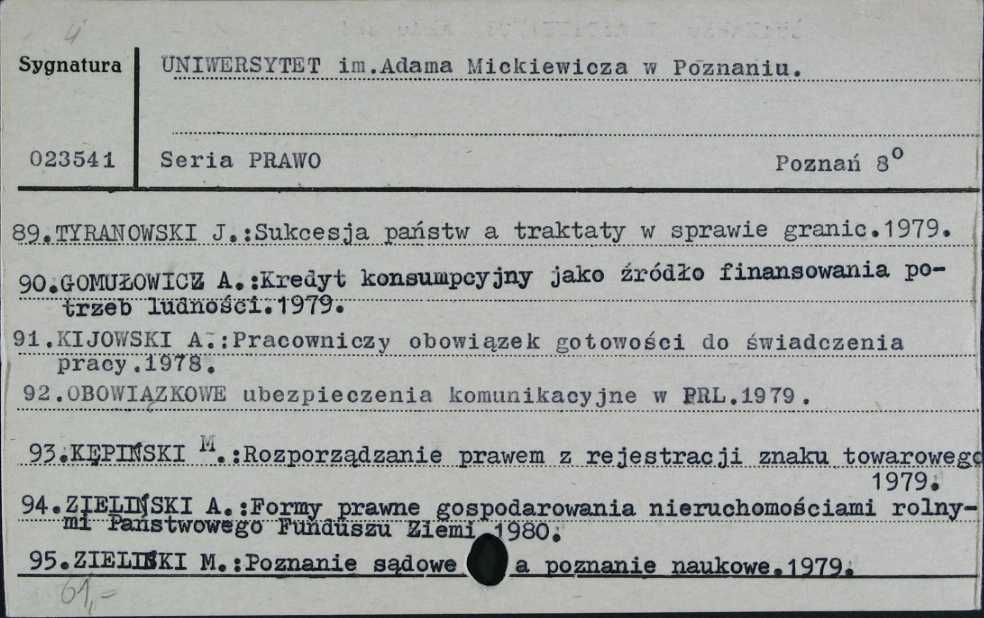 4
Sygnatura
UNIWERSYTET im.Adama Mickiewicza w Poznaniu.
023541
Seria PRAWO
Poznań 8º
89.TYRANOWSKI J.:Sukcesja państw a traktaty w sprawie granic.1979.
90.GOMUŁOWICZ A.:Kredyt konsumpcyjny jako źródło finansowania po-
trzeb ludności.1979.
91.KIJOWSKI A.:Pracowniczy obowiązek gotowości do świadczenia
pracy.1978.
92.OBOWIĄZKOWE ubezpieczenia komunikacyjne w PRL.1979.
93.KĘPIŃSKI M.:Rozporządzanie prawem z rejestracji znaku towarowego
1979.
94.ZIELIŃSKI A.:Formy prawne gospodarowania nieruchomościami rolny-
mi Państwowego Funduszu Ziemi 1980.
95.ZIELIŃSKI M.:Poznanie sądowe a poznanie naukowe.1979.
61,-